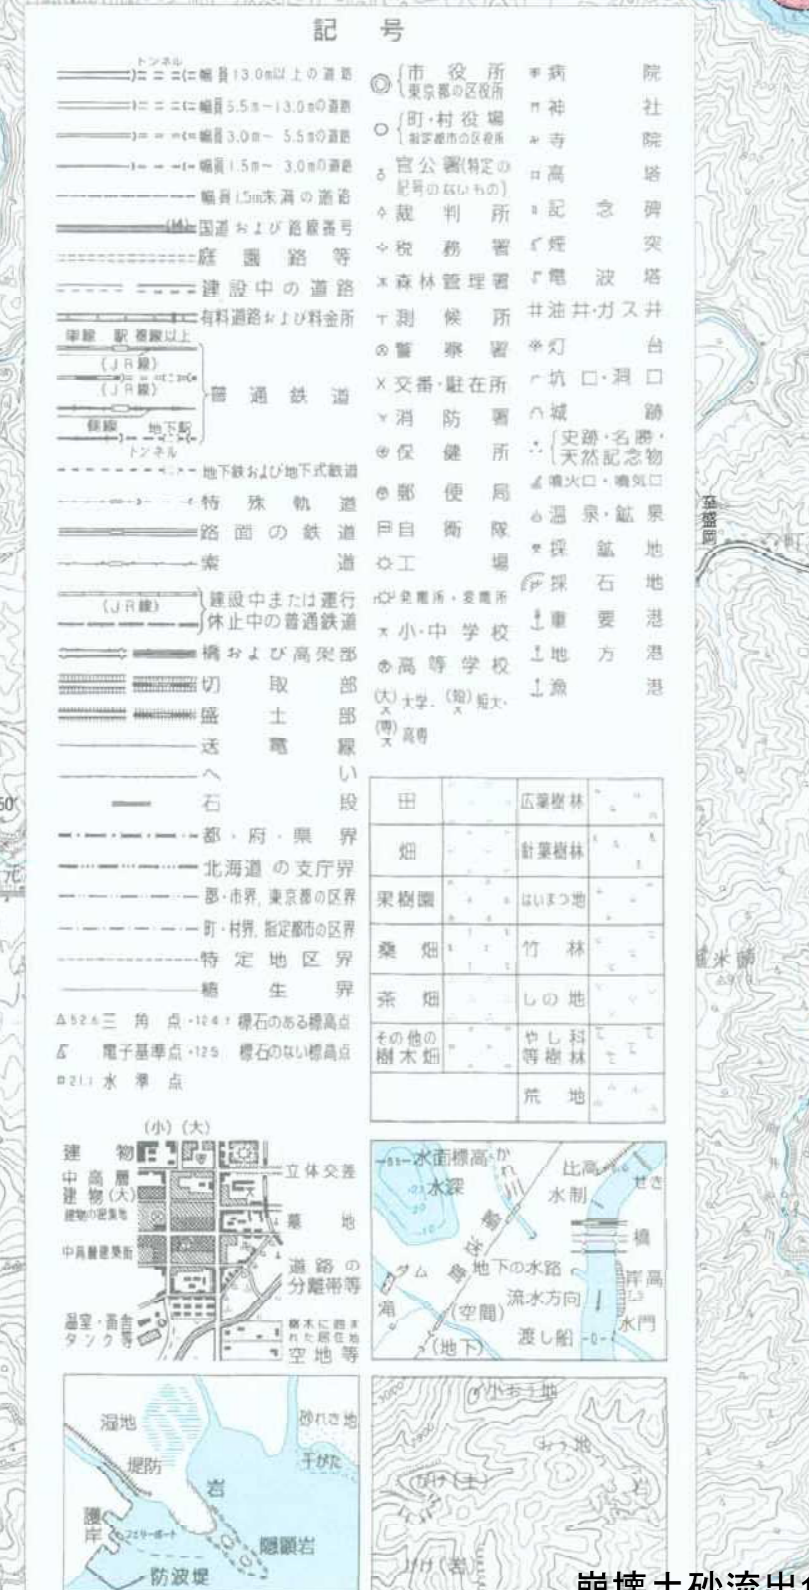 記号
トンネル
幅員13.0m以上の道路
幅員5.5m~13.0mの道路
幅員3.0m~5.5mの道路
幅員1.5m~3.0mの道路
幅員1.5m未満の道路
国道および路線番号
庭園路等
建設中の道路
有料道路および料金所
単線 駅 複線以上
(JR線)
(JR線)
普通鉄道
側線 地下駅
トンネル
地下鉄および地下式鉄道
特殊軌道
路面の鉄道
索道
(JR線)
建設中または運行
休止中の普通鉄道
橋および高架部
切取部
盛土部
送電線
へい
石段
都・府・県界
北海道の支庁界
郡・市界、東京都の区界
町・村界、指定都市の区界
特定地区界
植生界
△52.6 三角点 ・124.7 標石のある標高点
電子基準点 ・125 標石のない標高点
21.1 水準点
市役所
東京都の区役所
町・村役場
指定都市の区役所
官公署(特定の
記号のないもの)
裁判所
税務署
森林管理署
測候所
警察署
交番・駐在所
消防署
保健所
郵便局
自衛隊
工場
発電所・変電所
小・中学校
高等学校
(大)大学・(短)短大・
(専)高専
病院
神社
寺院
高塔
記念碑
煙突
電波塔
油井・ガス井
灯台
坑口・洞口
城跡
史跡・名勝・
天然記念物
噴火口・噴気口
温泉・鉱泉
採鉱地
採石地
重要港
地方港
漁港
田 広葉樹林
畑 針葉樹林
果樹園 はいまつ地
桑畑 竹林
茶畑 しの地
その他の
樹木畑
やし科
等樹林
荒地
(小)(大)
建物
中高層
建物(大)
建物の密集地
中高層建築街
温室・畜舎
タンク等
立体交差
墓地
道路の
分離帯等
樹木に囲ま
れた居住地
空地等
水面標高
水深
かれ川
比高
せき
水制
橋
ダム
地下の水路
岸高
流水方向
(空間)
水門
渡し船
(地下)
湿地
砂れき地
堤防
干がた
岩
護岸
フェリーボート
隠顕岩
防波堤
小おう地
おう地
がけ(土)
がけ(岩)
至盛岡